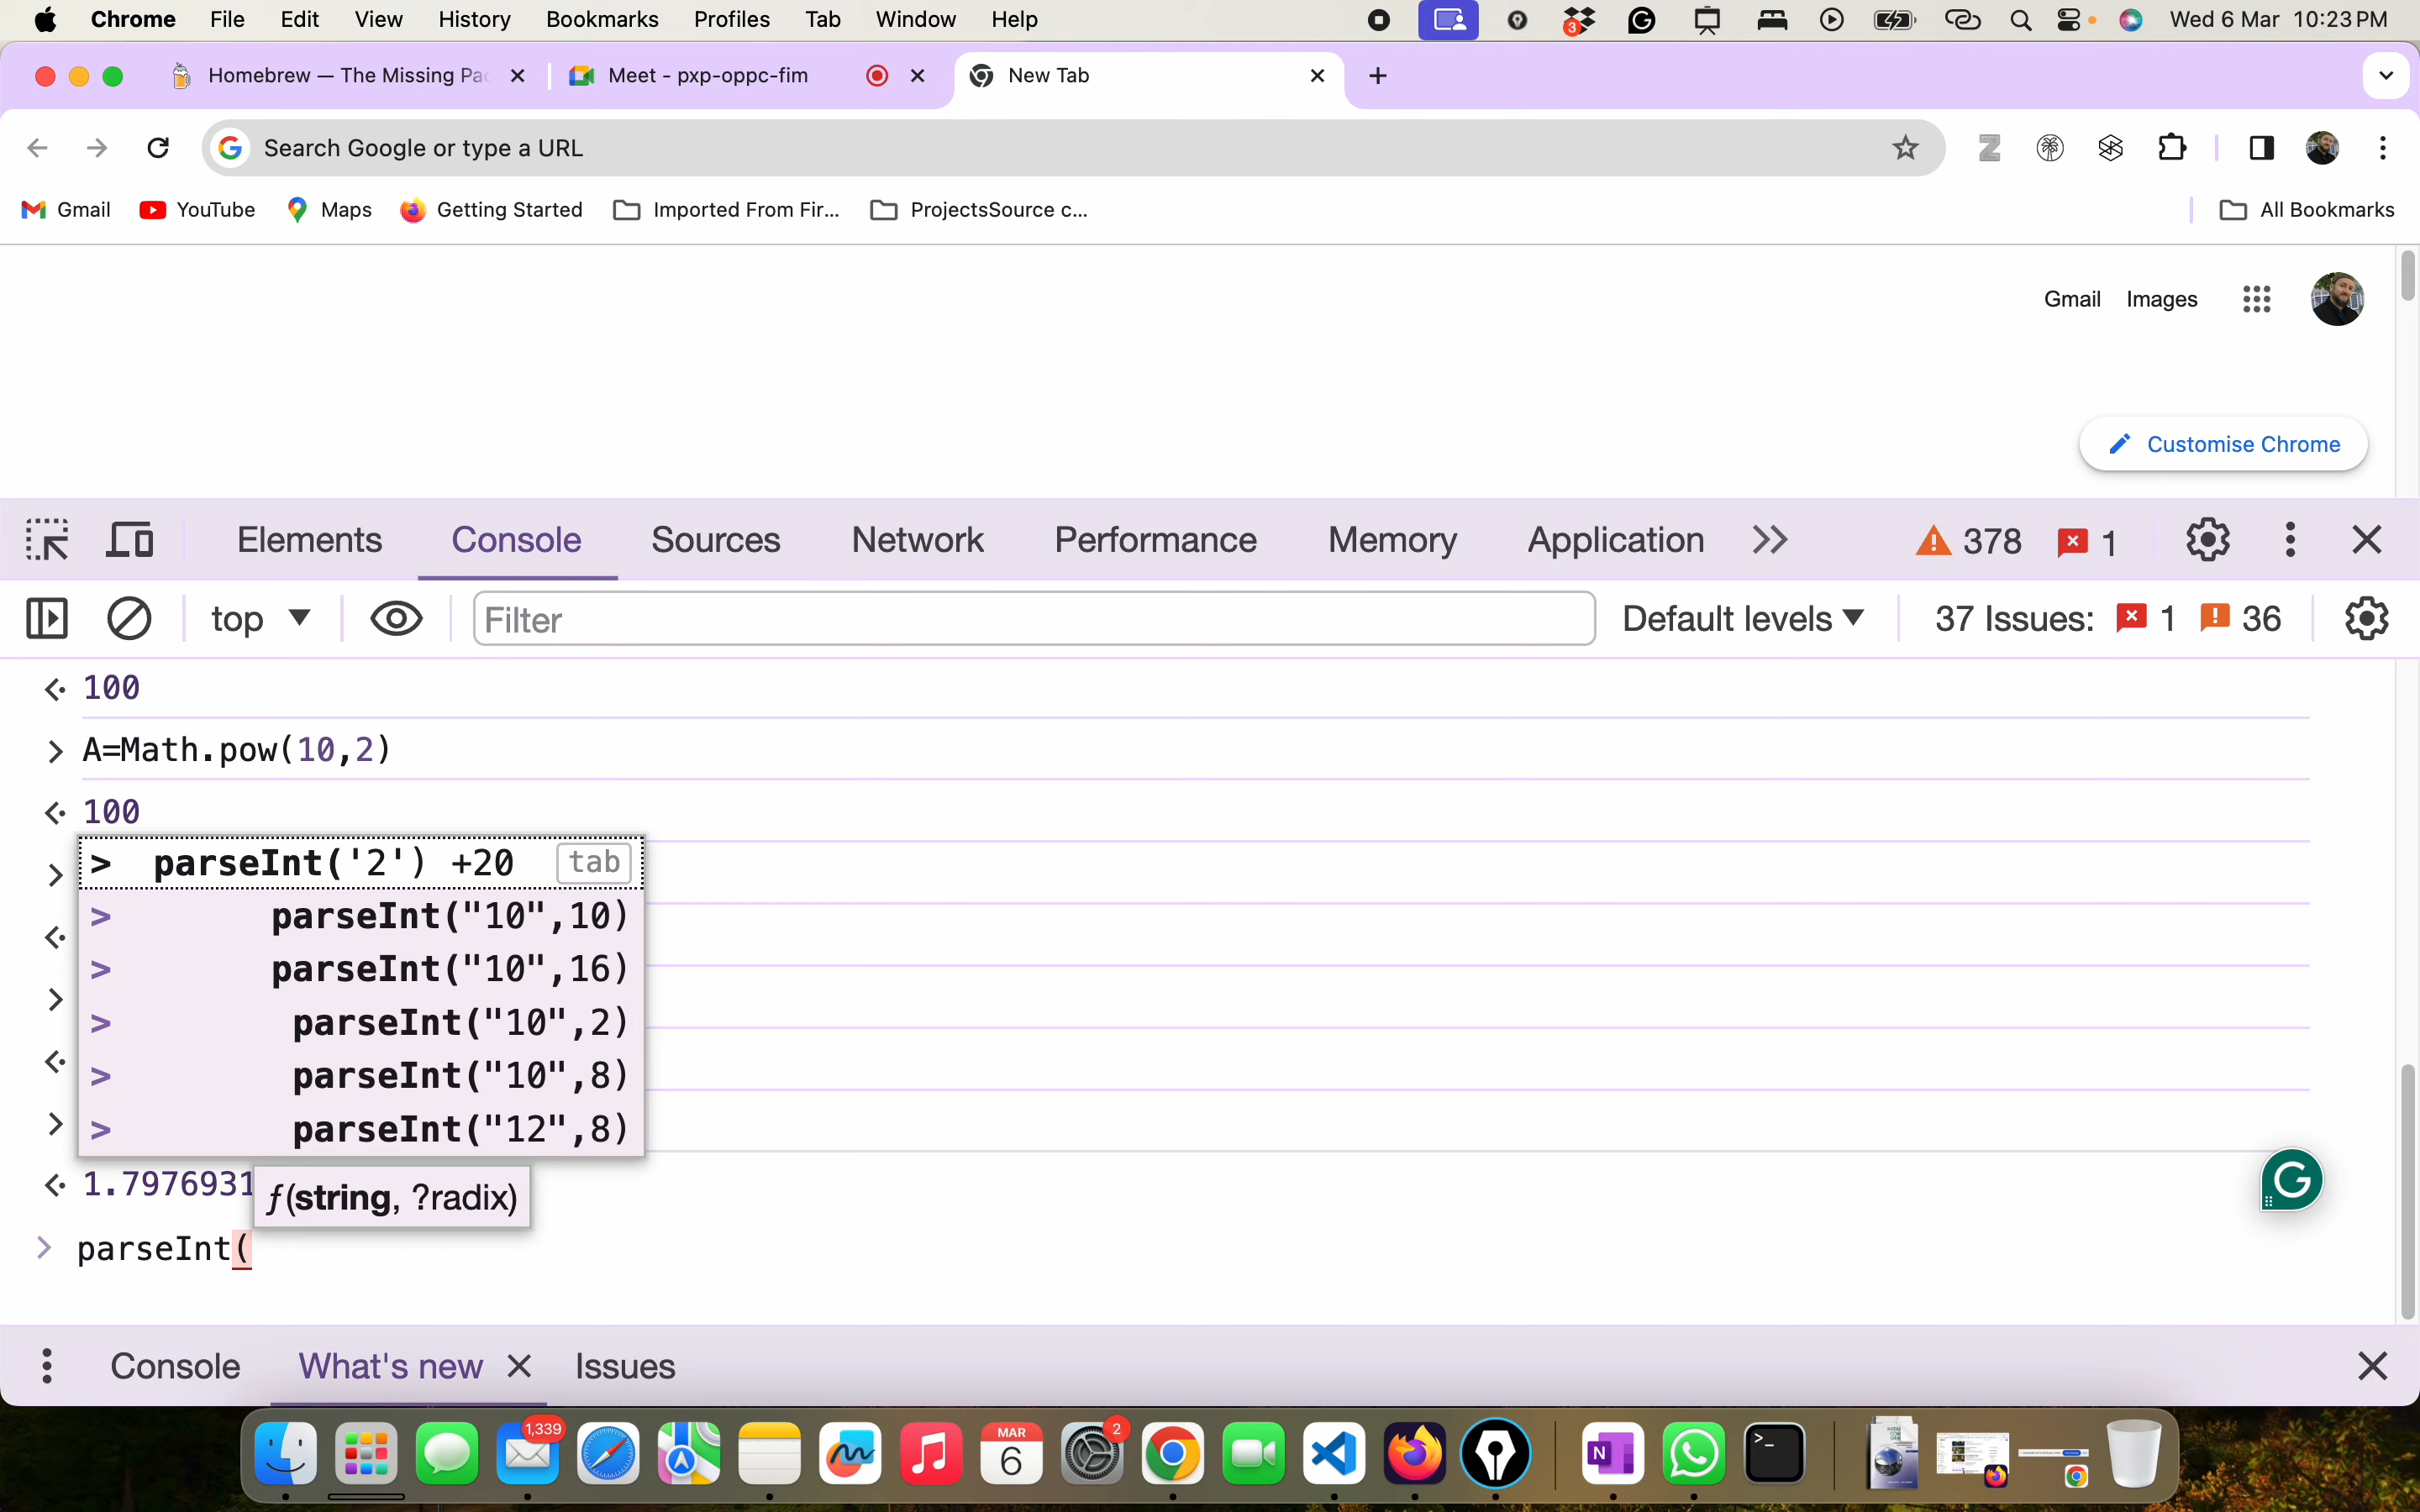 Chrome File Edit View History Bookmarks Profiles Tab Window Help 3 Wed 6 Mar 10:23 PM
Homebrew — The Missing Pac Meet - pxp-oppc-fim New Tab
Search Google or type a URL
Gmail YouTube Maps Getting Started Imported From Fir... ProjectsSource c... All Bookmarks
Gmail Images
Customise Chrome
Elements Console Sources Network Performance Memory Application 378 1
top Filter Default levels 37 Issues: 1 36
100
> A=Math.pow(10,2)
100
> parseInt('2') +20 tab
> parseInt("10",10)
> parseInt("10",16)
> parseInt("10",2)
> parseInt("10",8)
> parseInt("12",8)
1.7976931
f(string, ?radix)
> parseInt(
Console What's new Issues
1,339 MAR 6 2 N >_